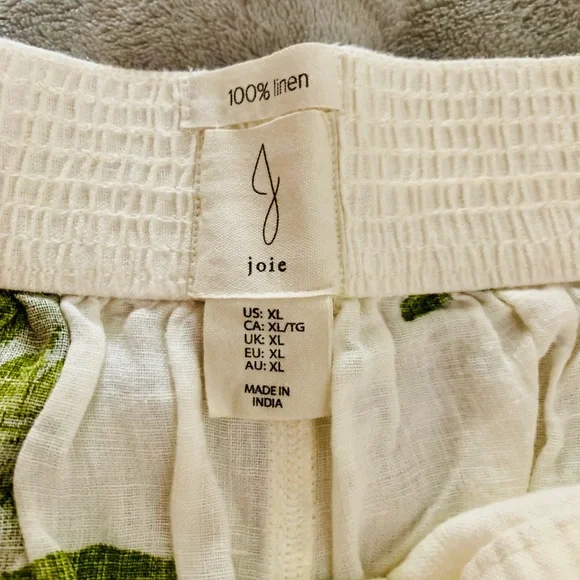 100% linen
J
joie
US: XL
CA: XL/TG
UK: XL
EU: XL
AU: XL
MADE IN
INDIA